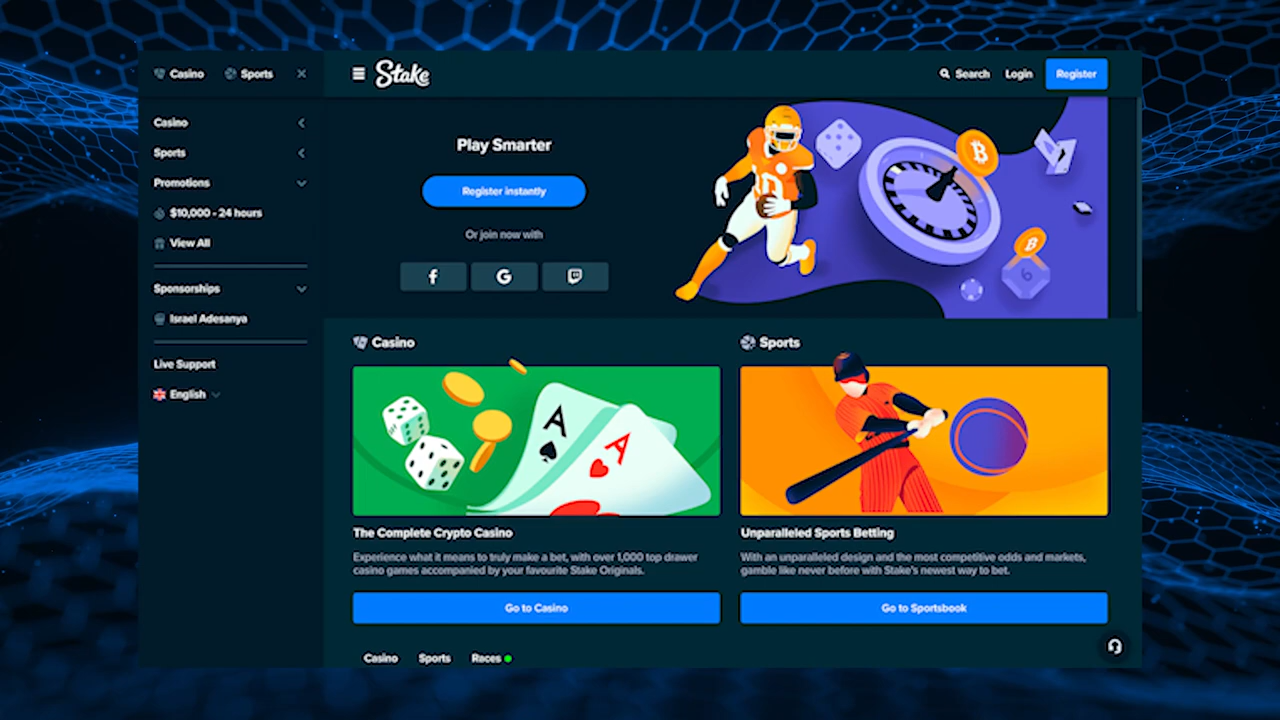 Casino
Sports
Stake
Search
Login
Register
Casino
Sports
Promotions
$10,000 - 24 hours
View All
Sponsorships
Israel Adesanya
Live Support
English
Play Smarter
Register instantly
Or join now with
f
G
10
B
B
6
Casino
A
A
The Complete Crypto Casino
Experience what it means to truly make a bet, with over 1,000 top drawer
casino games accompanied by your favourite Stake Originals.
Go to Casino
Sports
Unparalleled Sports Betting
With an unparalleled design and the most competitive odds and markets,
gamble like never before with Stake's newest way to bet.
Go to Sportsbook
Casino
Sports
Races